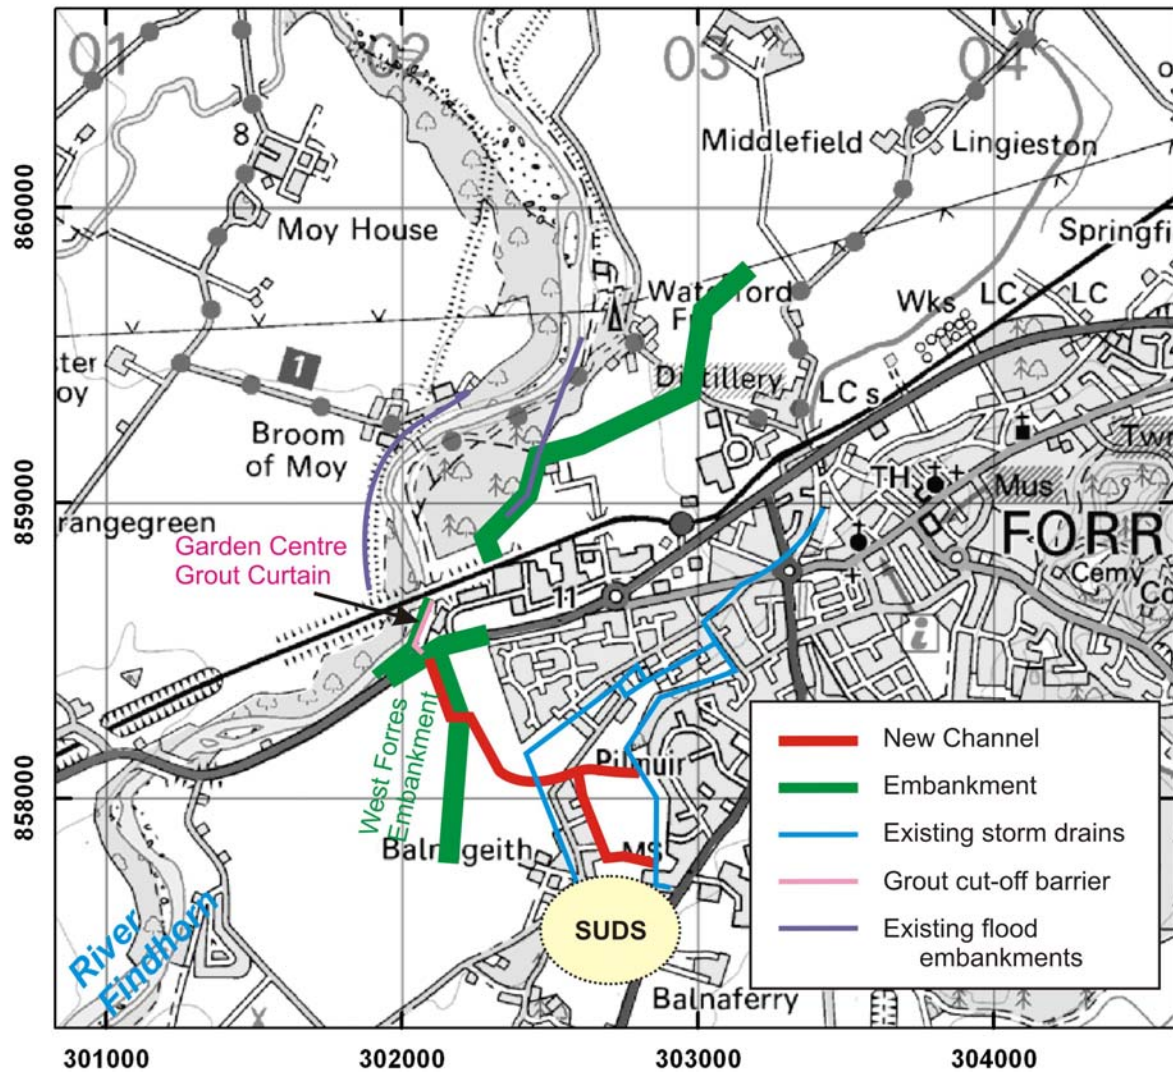 01
02
03
04
8
Middlefield
Lingieston
860000
Moy House
Springfi
Wks
LC
LC
1
Distillery
LC s
Broom
of Moy
859000
TH
Mus
FORR
rangegreen
Garden Centre
Grout Curtain
Cemy
11
i
West Forres
Embankment
Pilmuir
858000
MS
SUDS
River
Findhorn
Balnaferry
New Channel
Embankment
Existing storm drains
Grout cut-off barrier
Existing flood
embankments
301000
302000
303000
304000